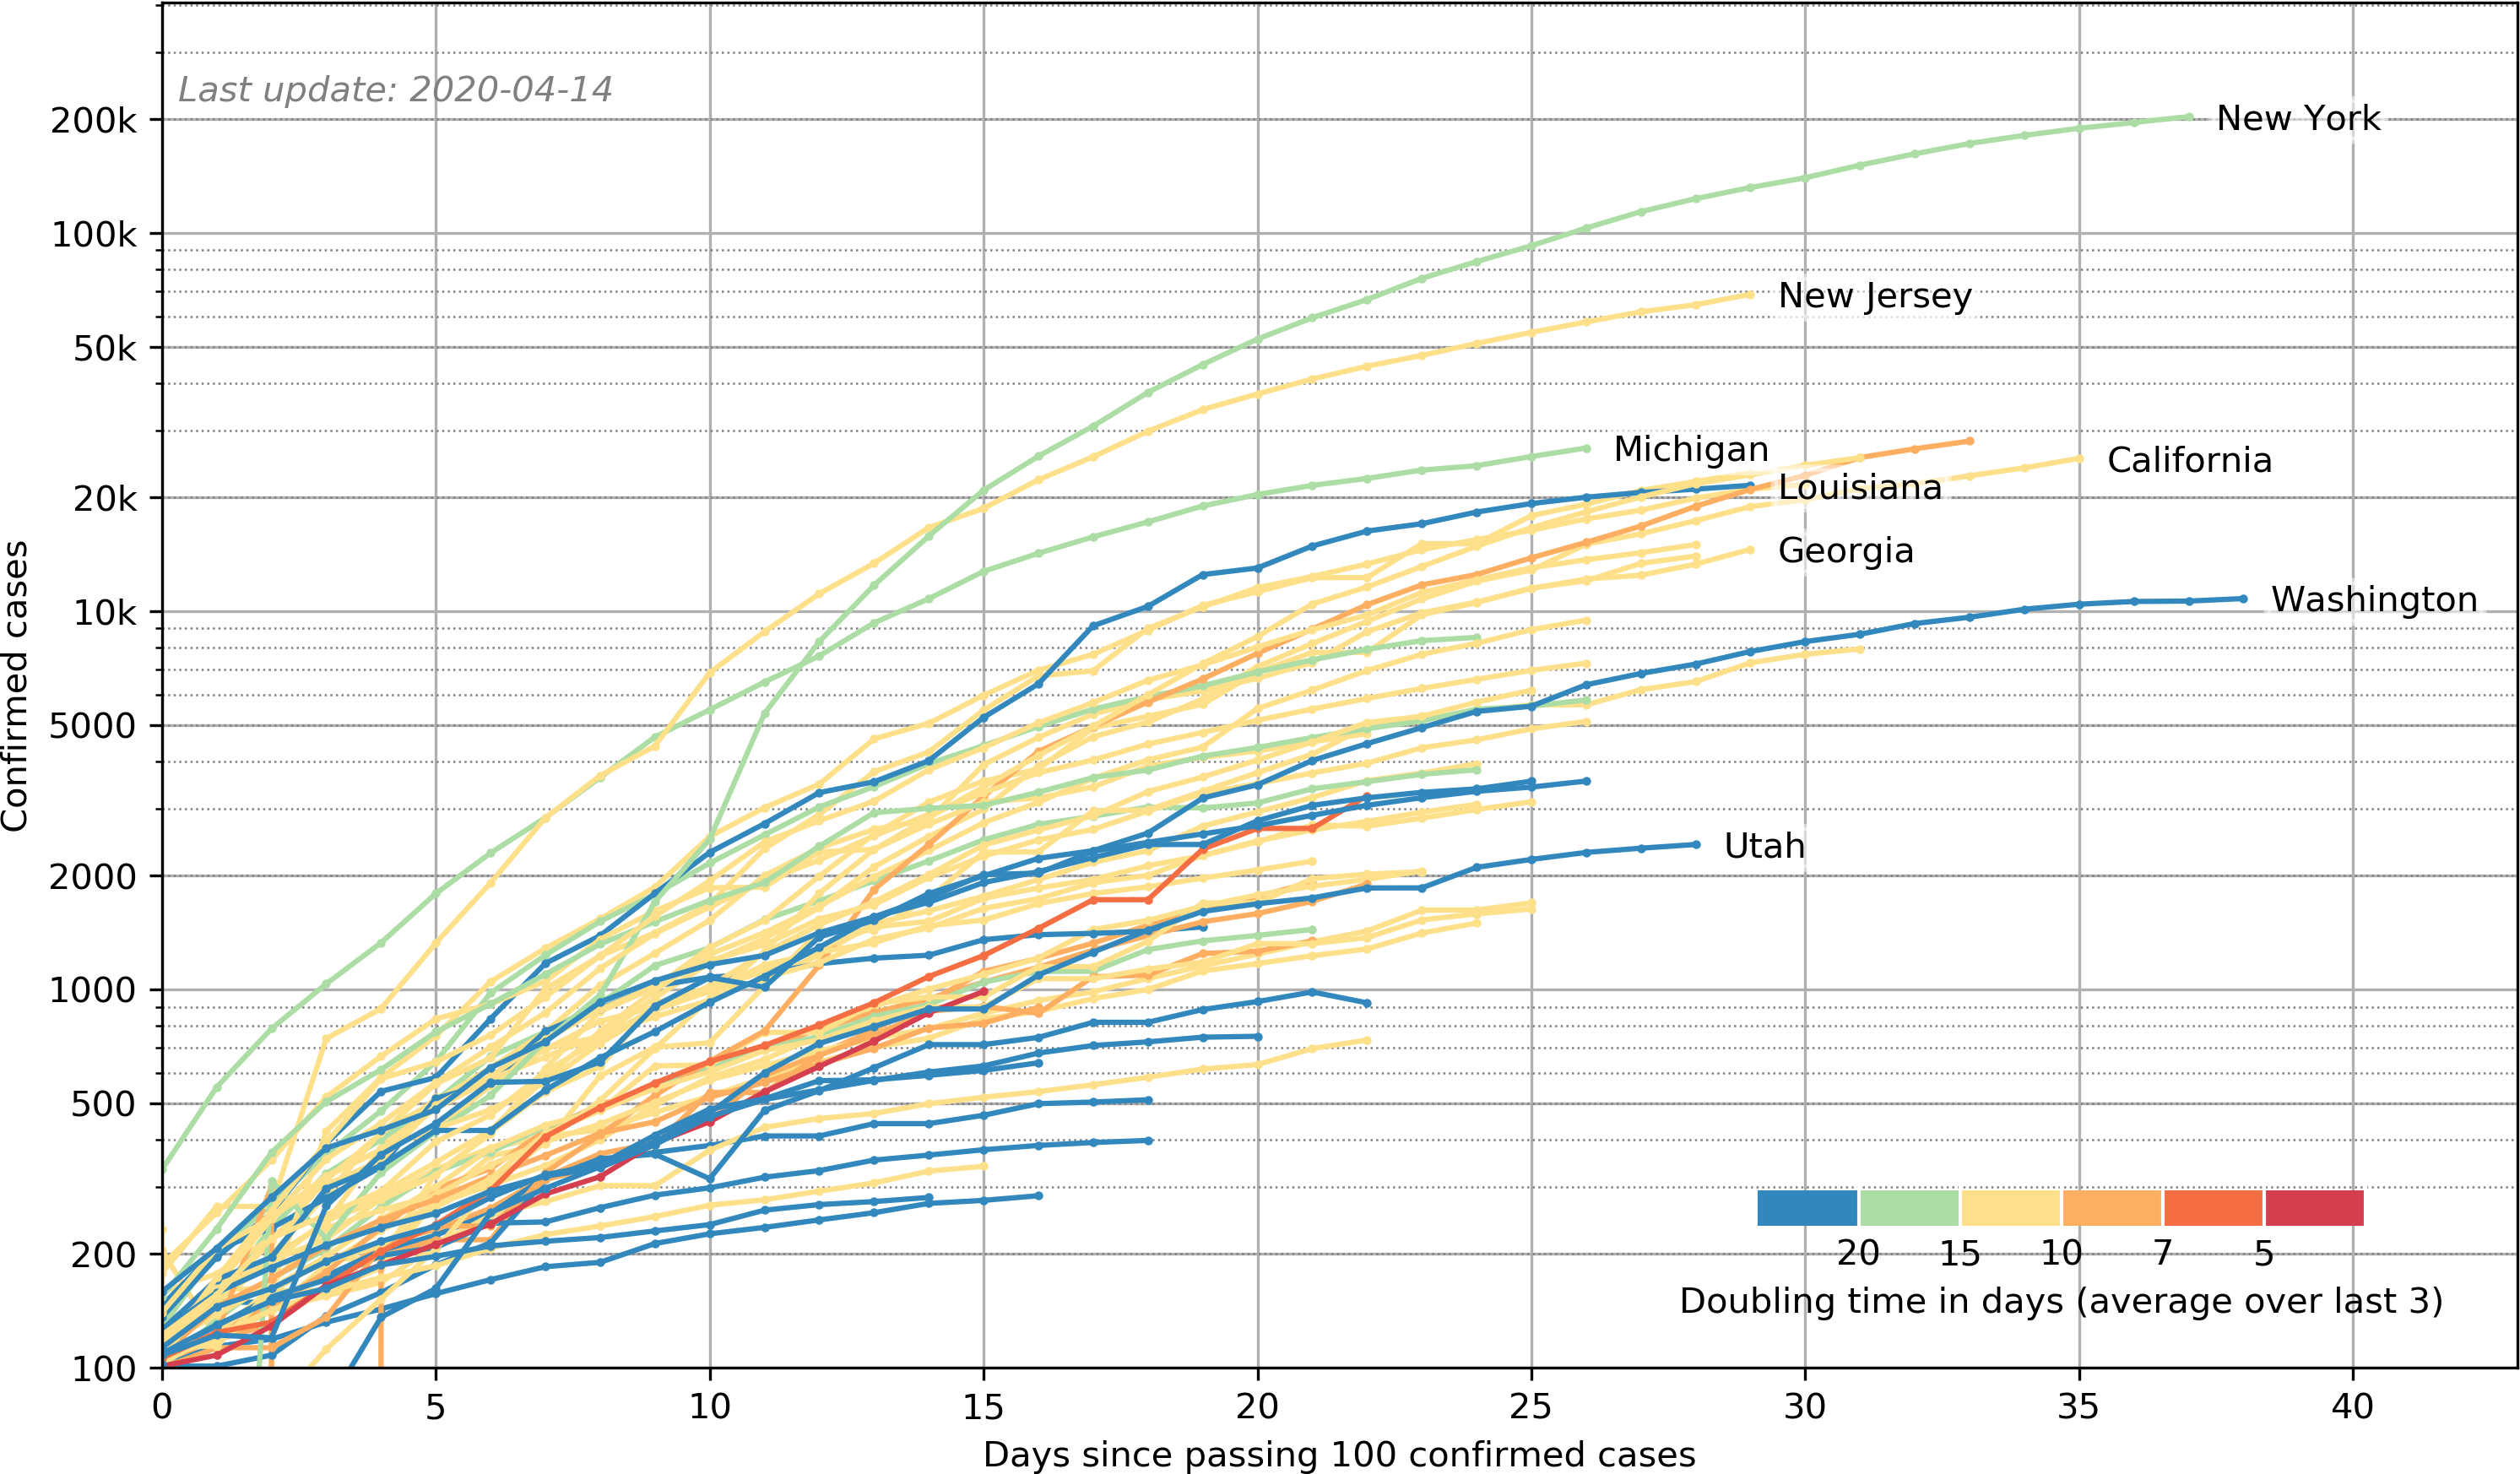 Last update: 2020-04-14
200k
100k
50k
20k
10k
5000
2000
1000
500
200
100
Confirmed cases
New York
New Jersey
Michigan
California
Louisiana
Georgia
Washington
Utah
20 15 10 7 5
Doubling time in days (average over last 3)
0 5 10 15 20 25 30 35 40
Days since passing 100 confirmed cases